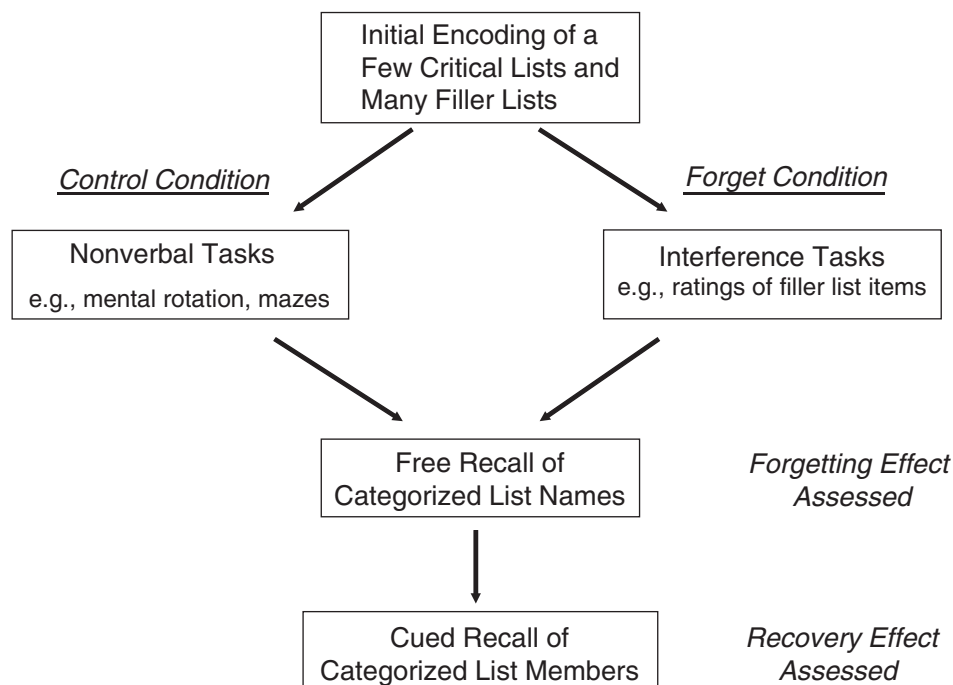 Initial Encoding of a
Few Critical Lists and
Many Filler Lists
Control Condition
Forget Condition
Nonverbal Tasks
e.g., mental rotation, mazes
Interference Tasks
e.g., ratings of filler list items
Free Recall of
Categorized List Names
Forgetting Effect
Assessed
Cued Recall of
Categorized List Members
Recovery Effect
Assessed